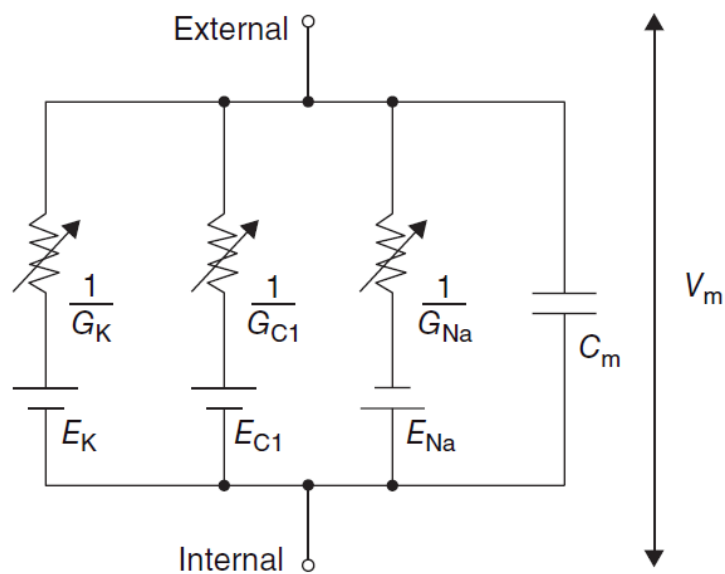 External
1
G_K
1
G_C1
1
G_Na
V_m
C_m
E_K
E_C1
E_Na
Internal